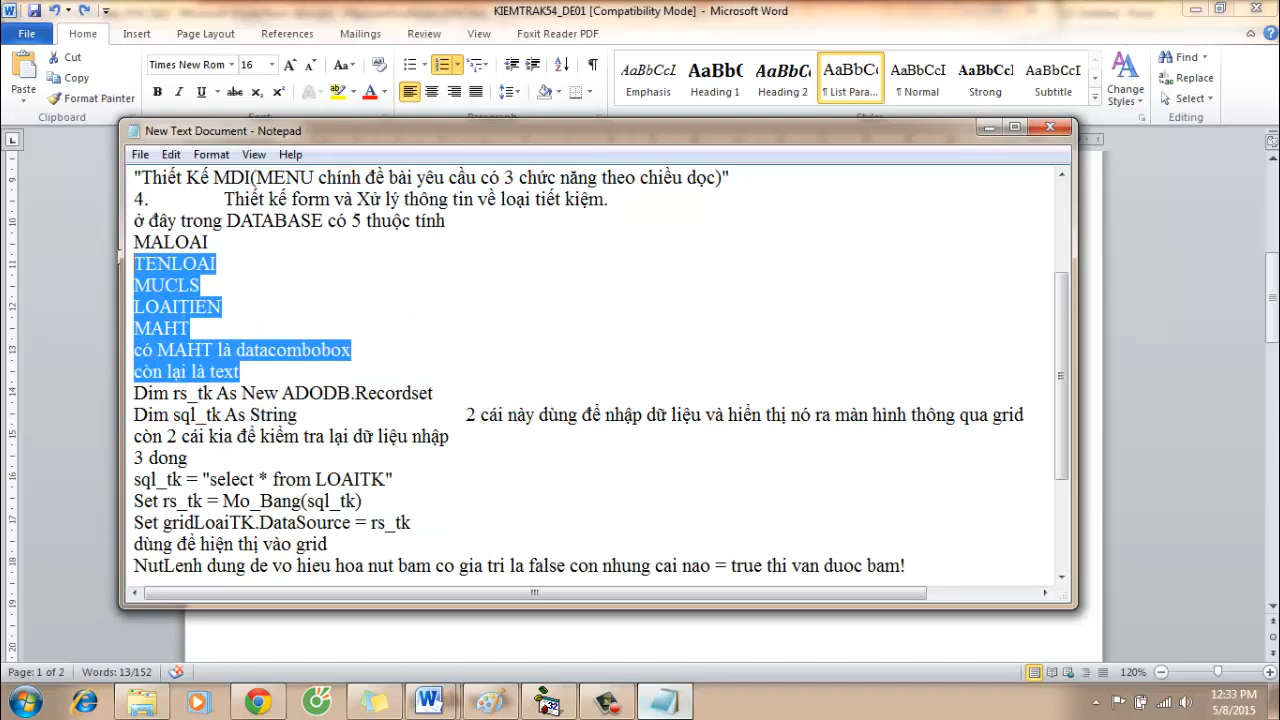 KIEMTRAK54_DE01 [Compatibility Mode] - Microsoft Word
File Home Insert Page Layout References Mailings Review View Foxit Reader PDF
Cut
Copy
Format Painter
Paste
Clipboard
Times New Rom 16
AaBbCcI AaBb( AaBbCc AaBbCc AaBbCcI AaBbCcI AaBbCcI
Emphasis Heading 1 Heading 2 ¶ List Para... ¶ Normal Strong Subtitle
Change Styles
Find
Replace
Select
Editing
New Text Document - Notepad
File Edit Format View Help
"Thiết Kế MDI(MENU chính đề bài yêu cầu có 3 chức năng theo chiều dọc)"
4. Thiết kế form và Xử lý thông tin về loại tiết kiệm.
ở đây trong DATABASE có 5 thuộc tính
MALOAI
TENLOAI
MUCLS
LOAITIEN
MAHT
có MAHT là datacombobox
còn lại là text
Dim rs_tk As New ADODB.Recordset
Dim sql_tk As String 2 cái này dùng để nhập dữ liệu và hiển thị nó ra màn hình thông qua grid
còn 2 cái kia để kiểm tra lại dữ liệu nhập
3 dong
sql_tk = "select * from LOAITK"
Set rs_tk = Mo_Bang(sql_tk)
Set gridLoaiTK.DataSource = rs_tk
dùng để hiện thị vào grid
NutLenh dung de vo hieu hoa nut bam co gia tri la false con nhung cai nao = true thi van duoc bam!
Page: 1 of 2 Words: 13/152 120%
12:33 PM
5/8/2015